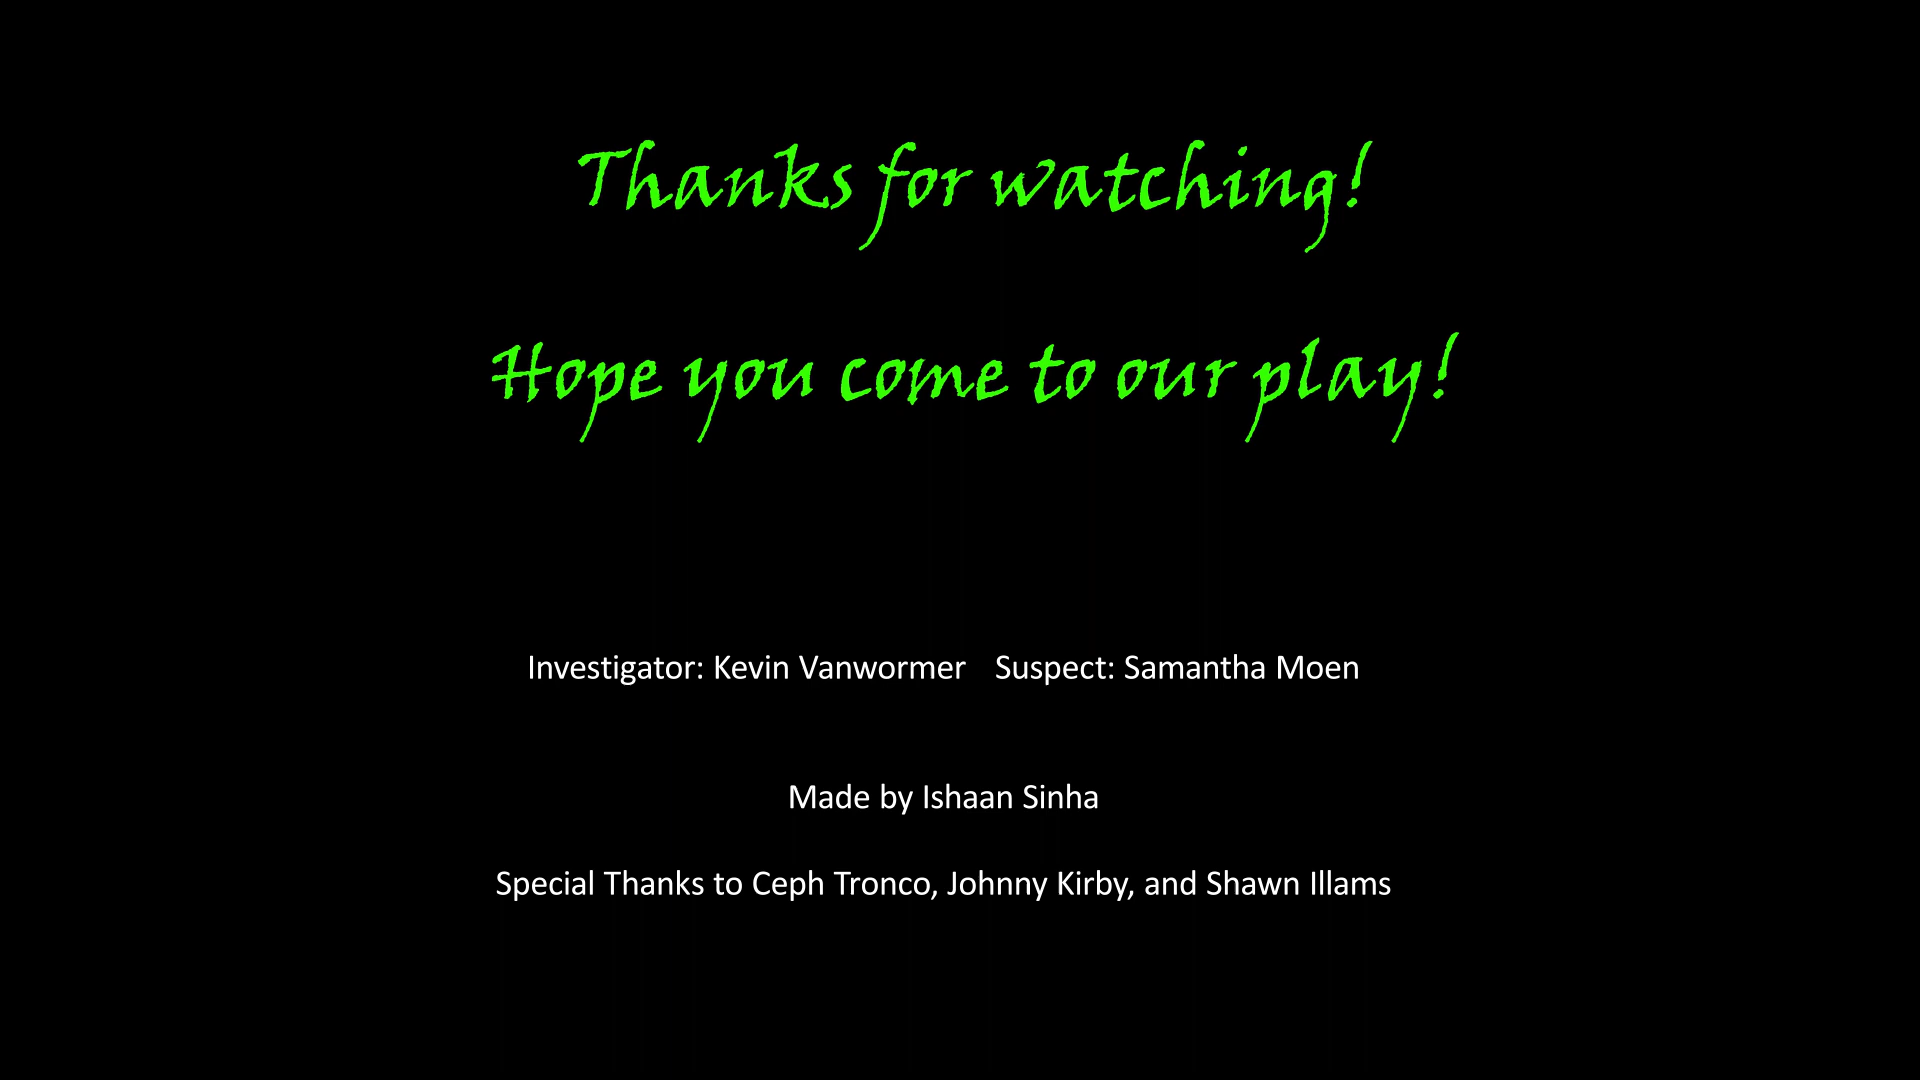 Thanks for watching!
Hope you come to our play!
Investigator: Kevin Vanwormer Suspect: Samantha Moen
Made by Ishaan Sinha
Special Thanks to Ceph Tronco, Johnny Kirby, and Shawn Illams